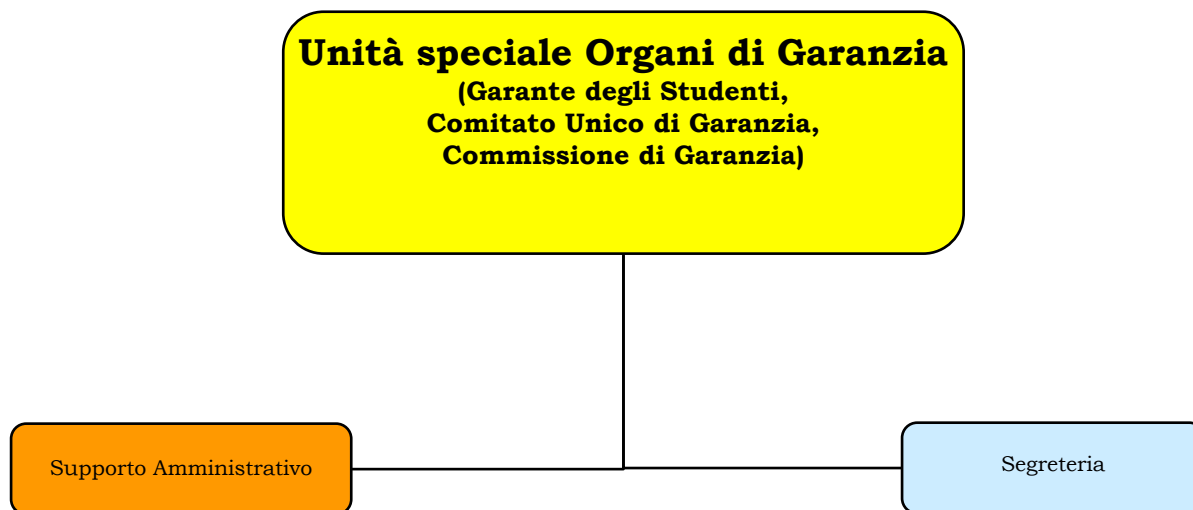 Unità speciale Organi di Garanzia
(Garante degli Studenti,
Comitato Unico di Garanzia,
Commissione di Garanzia)
Supporto Amministrativo
Segreteria